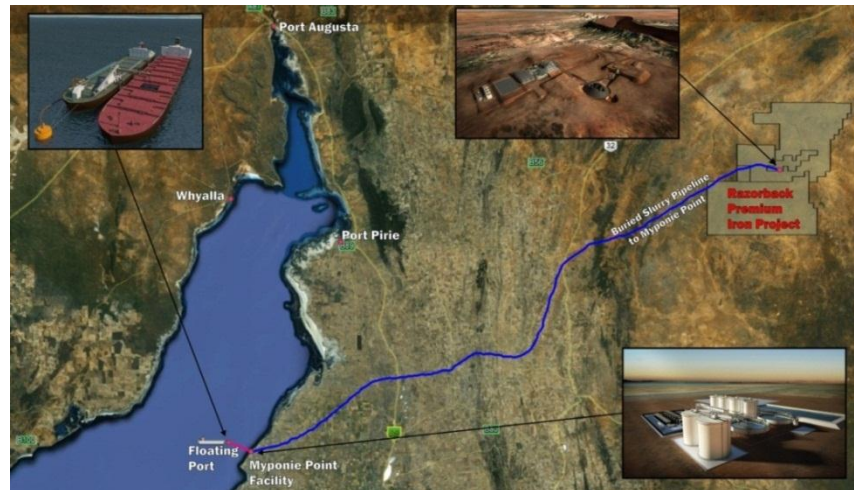 Port Augusta
32
Whyalla
Port Pirie
Buried Slurry Pipeline
to Myponie Point
Razorback
Premium
Iron Project
Floating
Port
Myponie Point
Facility